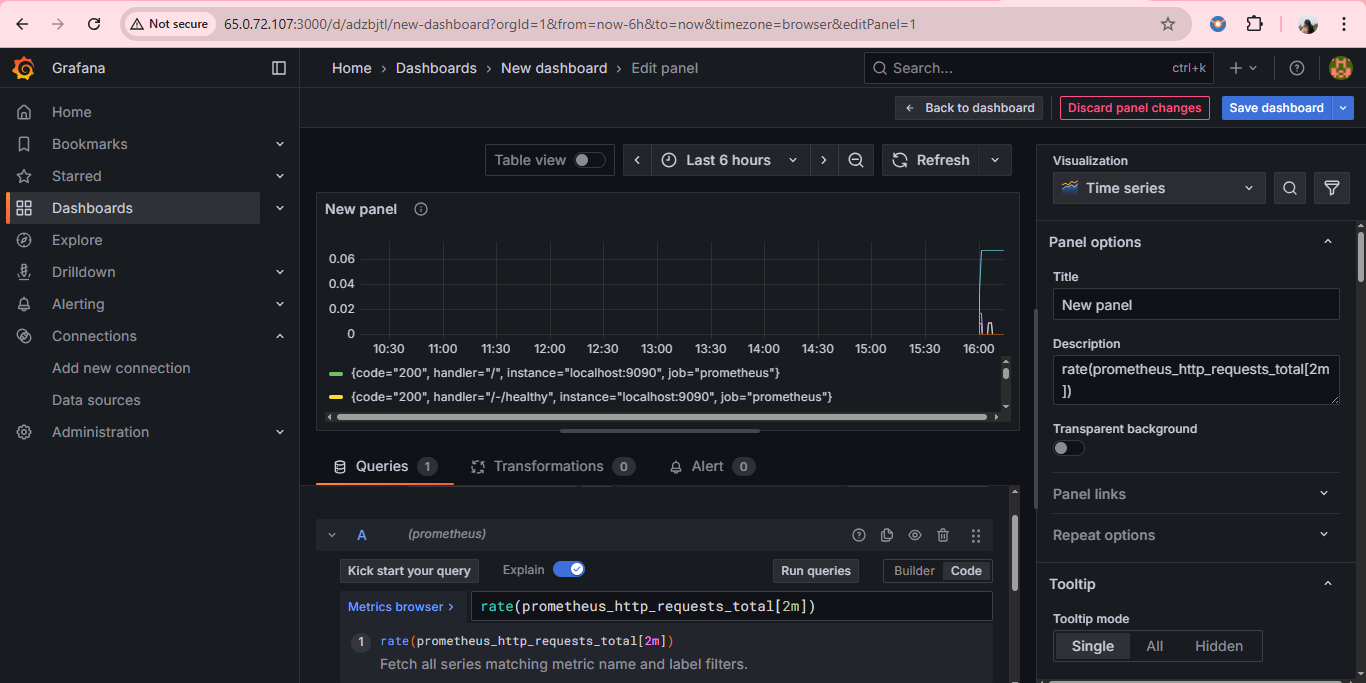 Not secure
65.0.72.107:3000/d/adzbjtl/new-dashboard?orgId=1&from=now-6h&to=now&timezone=browser&editPanel=1
Grafana
Home › Dashboards › New dashboard › Edit panel
Search...
ctrl+k
Back to dashboard
Discard panel changes
Save dashboard
Home
Bookmarks
Starred
Dashboards
Explore
Drilldown
Alerting
Connections
Add new connection
Data sources
Administration
Table view
Last 6 hours
Refresh
New panel
0.06
0.04
0.02
0
10:30 11:00 11:30 12:00 12:30 13:00 13:30 14:00 14:30 15:00 15:30 16:00
{code="200", handler="/", instance="localhost:9090", job="prometheus"}
{code="200", handler="/-/healthy", instance="localhost:9090", job="prometheus"}
Queries 1
Transformations 0
Alert 0
A
(prometheus)
Kick start your query
Explain
Run queries
Builder
Code
Metrics browser ›
rate(prometheus_http_requests_total[2m])
1
rate(prometheus_http_requests_total[2m])
Fetch all series matching metric name and label filters.
Visualization
Time series
Panel options
Title
New panel
Description
rate(prometheus_http_requests_total[2m
])
Transparent background
Panel links
Repeat options
Tooltip
Tooltip mode
Single
All
Hidden